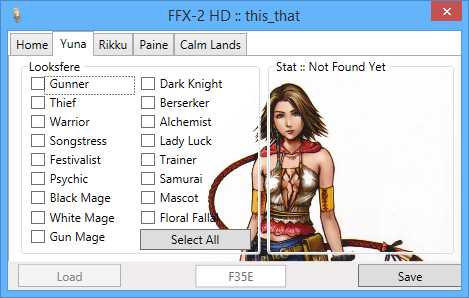 FFX-2 HD :: this_that
Home Yuna Rikku Paine Calm Lands
Looksfere
Gunner
Thief
Warrior
Songstress
Festivalist
Psychic
Black Mage
White Mage
Gun Mage
Dark Knight
Berserker
Alchemist
Lady Luck
Trainer
Samurai
Mascot
Floral Fallal
Select All
Stat :: Not Found Yet
Load F35E Save